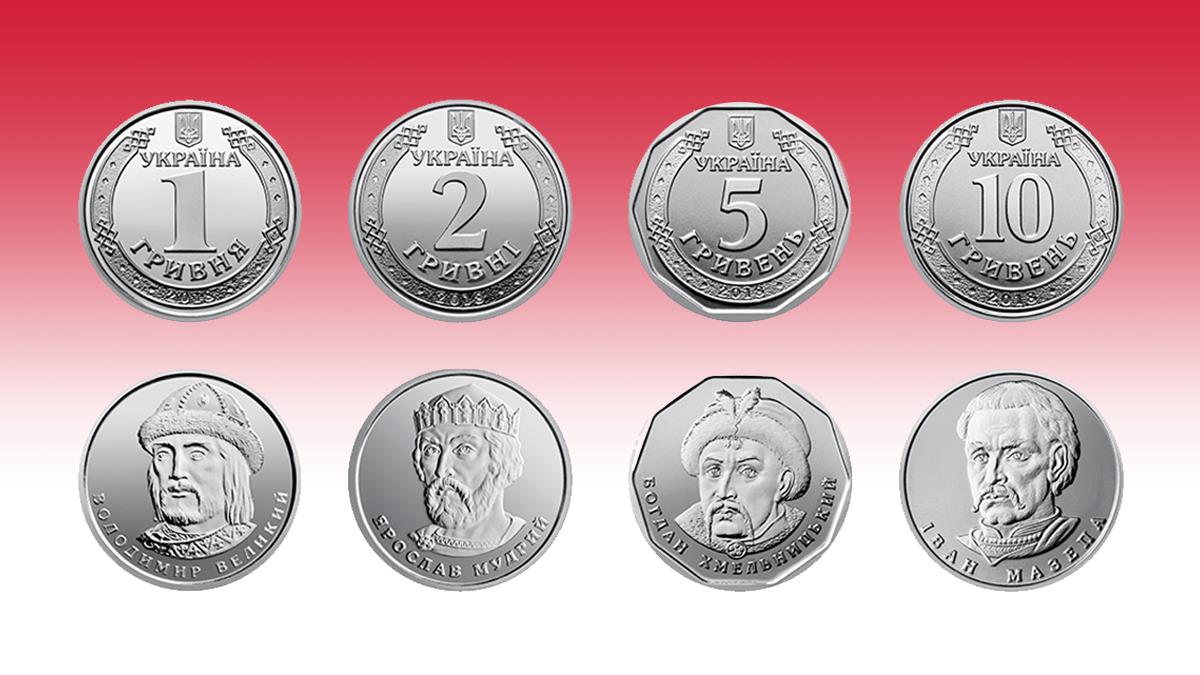 УКРАЇНА
1
ГРИВНЯ
2018
УКРАЇНА
2
ГРИВНІ
2018
УКРАЇНА
5
ГРИВЕНЬ
2018
УКРАЇНА
10
ГРИВЕНЬ
2018
ВОЛОДИМИР ВЕЛИКИЙ
ЯРОСЛАВ МУДРИЙ
БОГДАН ХМЕЛЬНИЦЬКИЙ
ІВАН МАЗЕПА